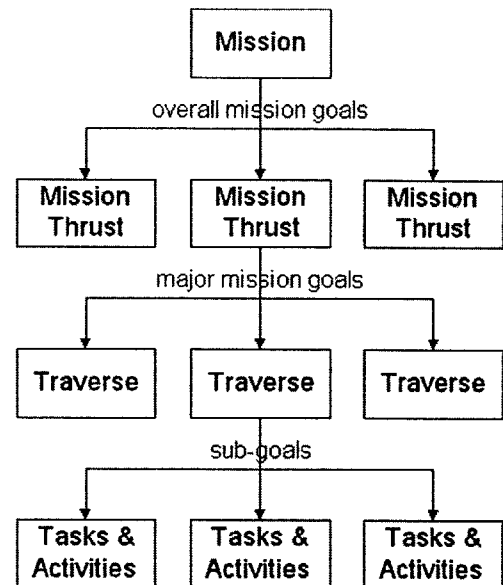 Mission
overall mission goals
Mission Mission Mission
Thrust Thrust Thrust
major mission goals
Traverse Traverse Traverse
sub-goals
Tasks & Tasks & Tasks &
Activities Activities Activities